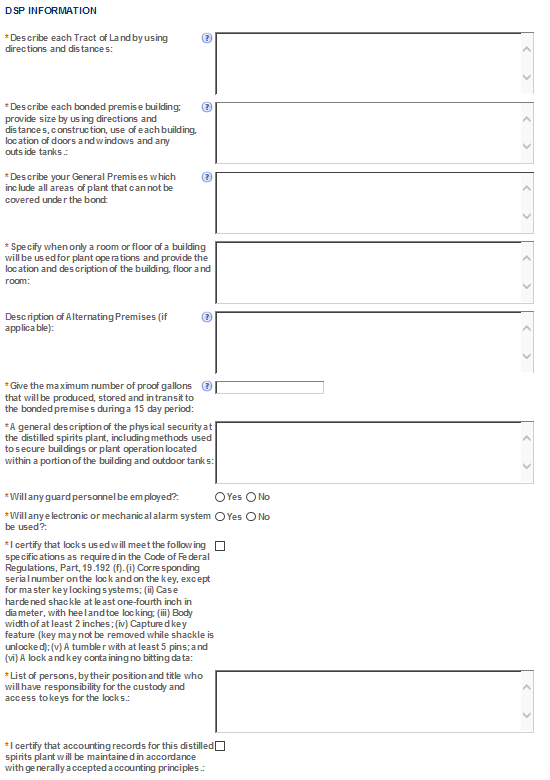 DSP INFORMATION
* Describe each Tract of Land by using ?
directions and distances:
* Describe each bonded premise building; ?
provide size by using directions and
distances, construction, use of each building,
location of doors and windows and any
outside tanks.:
* Describe your General Premises which ?
include all areas of plant that can not be
covered under the bond:
* Specify when only a room or floor of a building
will be used for plant operations and provide the
location and description of the building, floor and
room:
Description of Alternating Premises (if ?
applicable):
* Give the maximum number of proof gallons ?
that will be produced, stored and in transit to
the bonded premises during a 15 day period:
* A general description of the physical security at
the distilled spirits plant, including methods used
to secure buildings or plant operation located
within a portion of the building and outdoor tanks:
* Will any guard personnel be employed?: Yes No
* Will any electronic or mechanical alarm system Yes No
be used?:
* I certify that locks used will meet the following
specifications as required in the Code of Federal
Regulations, Part, 19.192 (f). (i) Corresponding
serial number on the lock and on the key, except
for master key locking systems; (ii) Case
hardened shackle at least one-fourth inch in
diameter, with heel and toe locking; (iii) Body
width of at least 2 inches; (iv) Captured key
feature (key may not be removed while shackle is
unlocked); (v) A tumbler with at least 5 pins; and
(vi) A lock and key containing no bitting data:
* List of persons, by their position and title who
will have responsibility for the custody and
access to keys for the locks.:
* I certify that accounting records for this distilled
spirits plant will be maintained in accordance
with generally accepted accounting principles.: